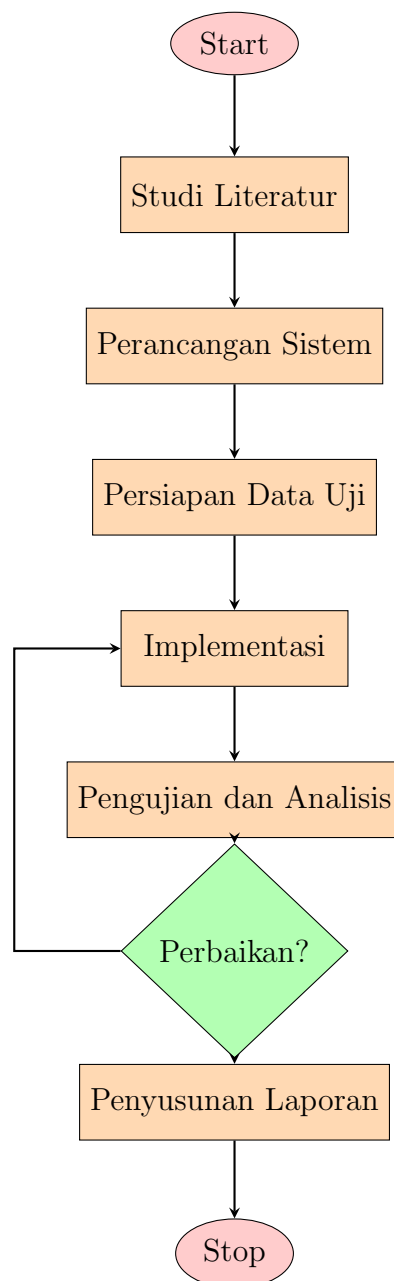 Start
Studi Literatur
Perancangan Sistem
Persiapan Data Uji
Implementasi
Pengujian dan Analisis
Perbaikan?
Penyusunan Laporan
Stop